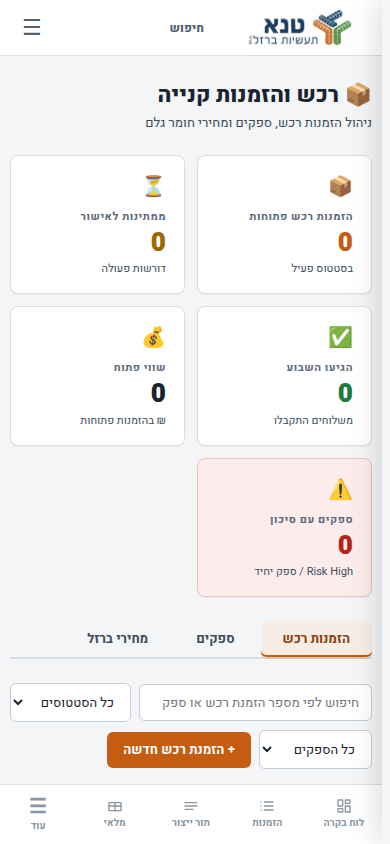 טנא
תעשיות ברזל
חיפוש
רכש והזמנות קנייה
ניהול הזמנות רכש, ספקים ומחירי חומר גלם
הזמנות רכש פתוחות
0
בסטטוס פעיל
ממתינות לאישור
0
דורשות פעולה
הגיעו השבוע
0
משלוחים התקבלו
שווי פתוח
0
₪ בהזמנות פתוחות
ספקים עם סיכון
0
Risk High / ספק יחיד
הזמנות רכש
ספקים
מחירי ברזל
חיפוש לפי מספר הזמנת רכש או ספק
כל הסטטוסים
כל הספקים
+ הזמנת רכש חדשה
לוח בקרה
הזמנות
תור ייצור
מלאי
עוד